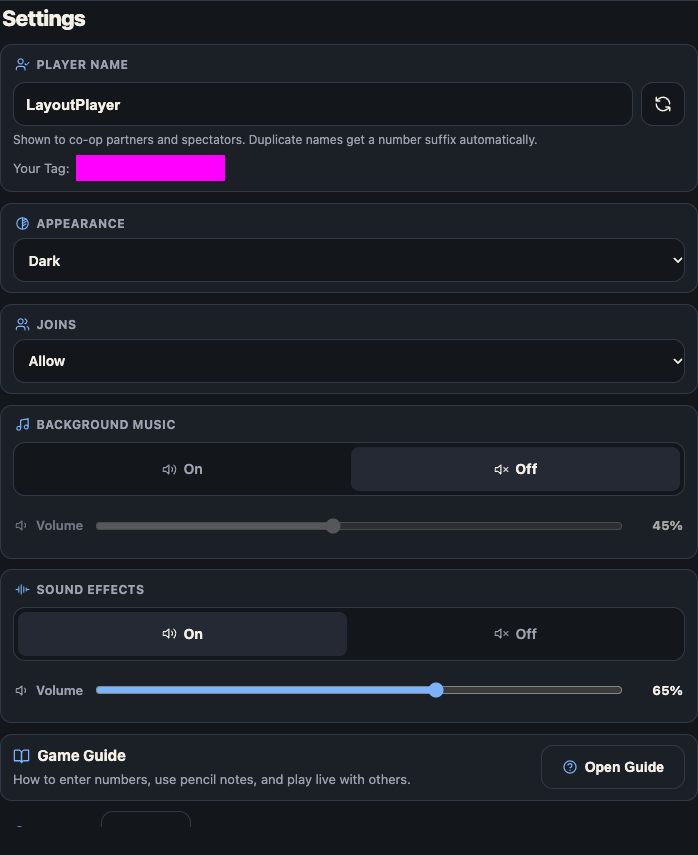 Settings
PLAYER NAME
LayoutPlayer
Shown to co-op partners and spectators. Duplicate names get a number suffix automatically.
Your Tag:
APPEARANCE
Dark
JOINS
Allow
BACKGROUND MUSIC
On Off
Volume 45%
SOUND EFFECTS
On Off
Volume 65%
Game Guide
How to enter numbers, use pencil notes, and play live with others.
Open Guide